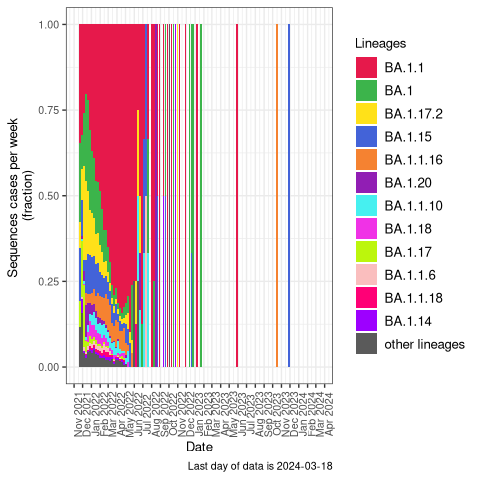 Lineages
BA.1.1
BA.1
BA.1.17.2
BA.1.15
BA.1.1.16
BA.1.20
BA.1.1.10
BA.1.18
BA.1.17
BA.1.1.6
BA.1.1.18
BA.1.14
other lineages
Sequences cases per week
(fraction)
1.00
0.75
0.50
0.25
0.00
Nov 2021
Dec 2021
Jan 2022
Feb 2022
Mar 2022
Apr 2022
May 2022
Jun 2022
Jul 2022
Aug 2022
Sep 2022
Oct 2022
Nov 2022
Dec 2022
Jan 2023
Feb 2023
Mar 2023
Apr 2023
May 2023
Jun 2023
Jul 2023
Aug 2023
Sep 2023
Oct 2023
Nov 2023
Dec 2023
Jan 2024
Feb 2024
Mar 2024
Apr 2024
Date
Last day of data is 2024-03-18